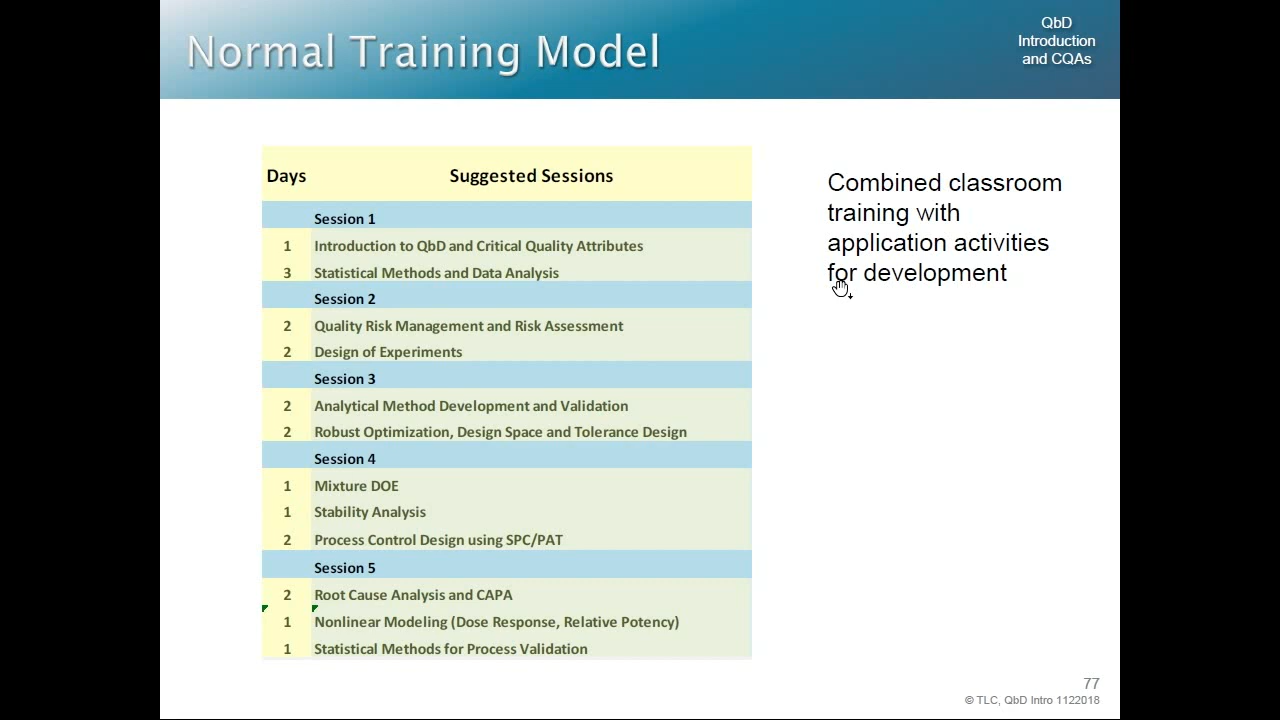 Normal Training Model
QbD
Introduction
and CQAs
Days Suggested Sessions
Session 1
1 Introduction to QbD and Critical Quality Attributes
3 Statistical Methods and Data Analysis
Session 2
2 Quality Risk Management and Risk Assessment
2 Design of Experiments
Session 3
2 Analytical Method Development and Validation
2 Robust Optimization, Design Space and Tolerance Design
Session 4
1 Mixture DOE
1 Stability Analysis
2 Process Control Design using SPC/PAT
Session 5
2 Root Cause Analysis and CAPA
1 Nonlinear Modeling (Dose Response, Relative Potency)
1 Statistical Methods for Process Validation
Combined classroom
training with
application activities
for development
77
© TLC, QbD Intro 1122018